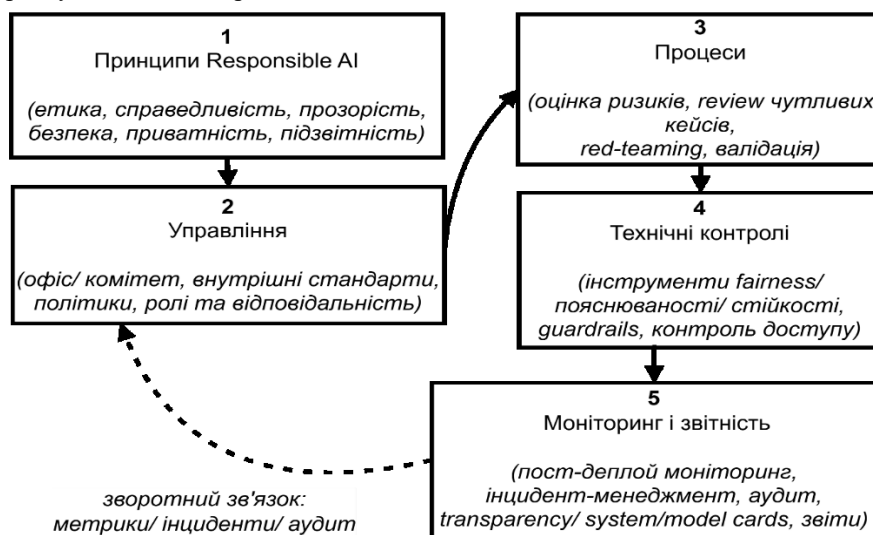 1
Принципи Responsible AI
(етика, справедливість, прозорість,
безпека, приватність, підзвітність)
2
Управління
(офіс/ комітет, внутрішні стандарти,
політики, ролі та відповідальність)
3
Процеси
(оцінка ризиків, review чутливих
кейсів,
red-teaming, валідація)
4
Технічні контролі
(інструменти fairness/
пояснюваності/ стійкості,
guardrails, контроль доступу)
5
Моніторинг і звітність
(пост-деплой моніторинг,
інцидент-менеджмент, аудит,
transparency/ system/model cards, звіти)
зворотний зв'язок:
метрики/ інциденти/ аудит